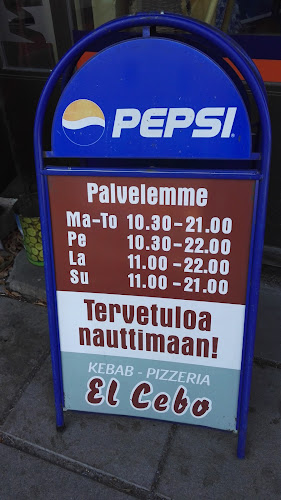 PEPSI
Palvelemme
Ma-To 10.30-21.00
Pe 10.30-22.00
La 11.00-22.00
Su 11.00-21.00
Tervetuloa
nauttimaan!
KEBAB - PIZZERIA
El Cebo